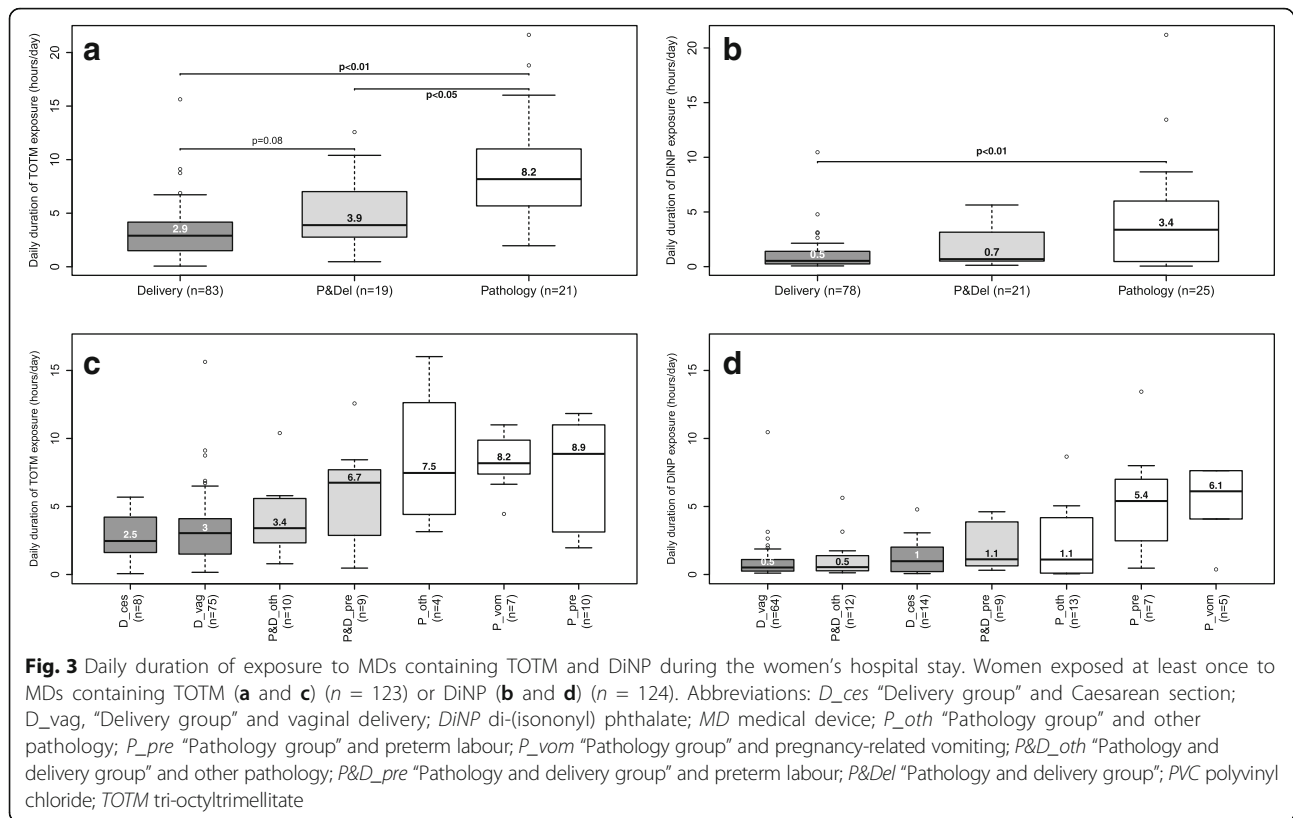 a
Daily duration of TOTM exposure (hours/day)
20
15
10
5
0
p<0.01
p<0.05
p=0.08
2.9
3.9
8.2
Delivery (n=83)
P&Del (n=19)
Pathology (n=21)
b
Daily duration of DiNP exposure (hours/day)
20
15
10
5
0
p<0.01
0.5
0.7
3.4
Delivery (n=78)
P&Del (n=21)
Pathology (n=25)
c
Daily duration of TOTM exposure (hours/day)
15
10
5
0
2.5
3
3.4
6.7
7.5
8.2
8.9
D_ces
(n=8)
D_vag
(n=75)
P&D_oth
(n=10)
P&D_pre
(n=9)
P_oth
(n=4)
P_vom
(n=7)
P_pre
(n=10)
d
Daily duration of DiNP exposure (hours/day)
15
10
5
0
0.5
0.5
1
1.1
1.1
5.4
6.1
D_vag
(n=64)
P&D_oth
(n=12)
D_ces
(n=14)
P&D_pre
(n=9)
P_oth
(n=13)
P_pre
(n=7)
P_vom
(n=5)
Fig. 3 Daily duration of exposure to MDs containing TOTM and DiNP during the women's hospital stay. Women exposed at least once to
MDs containing TOTM (a and c) (n = 123) or DiNP (b and d) (n = 124). Abbreviations: D_ces "Delivery group" and Caesarean section;
D_vag, "Delivery group" and vaginal delivery; DiNP di-(isononyl) phthalate; MD medical device; P_oth "Pathology group" and other
pathology; P_pre "Pathology group" and preterm labour; P_vom "Pathology group" and pregnancy-related vomiting; P&D_oth "Pathology and
delivery group" and other pathology; P&D_pre "Pathology and delivery group" and preterm labour; P&Del "Pathology and delivery group"; PVC polyvinyl
chloride; TOTM tri-octyltrimellitate